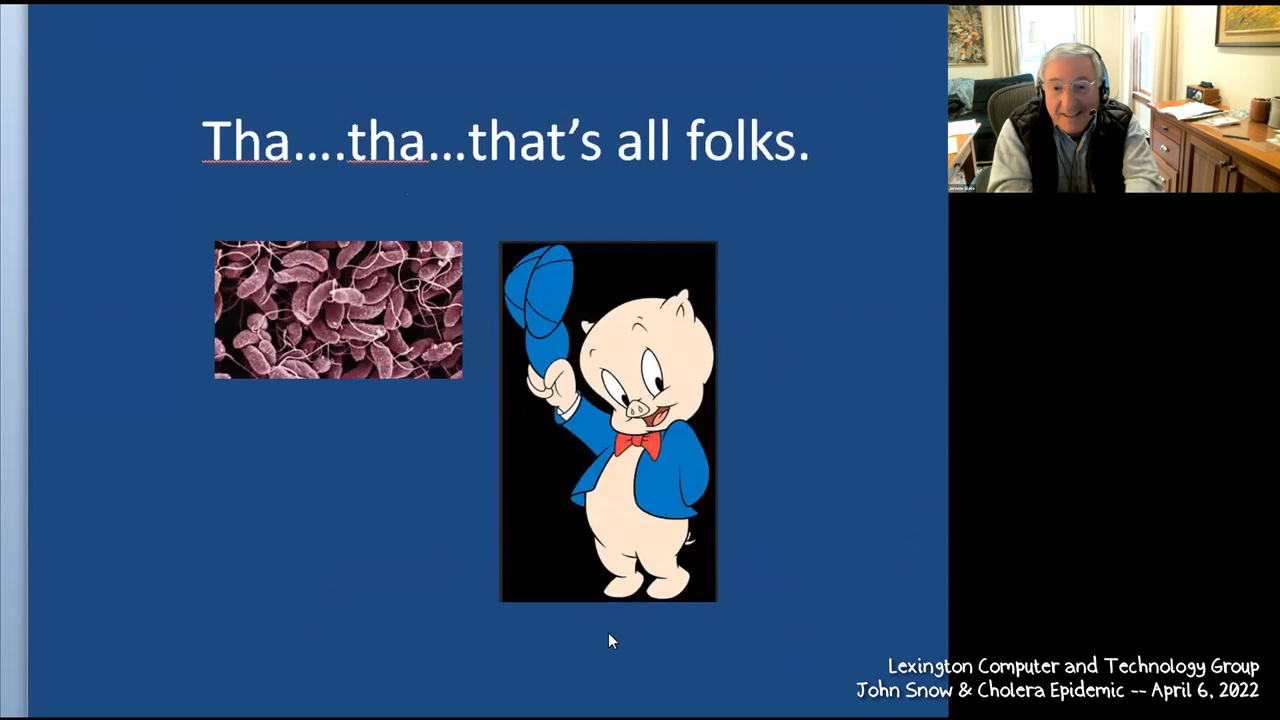 Tha....tha...that's all folks.
Lexington Computer and Technology Group
John Snow & Cholera Epidemic -- April 6, 2022